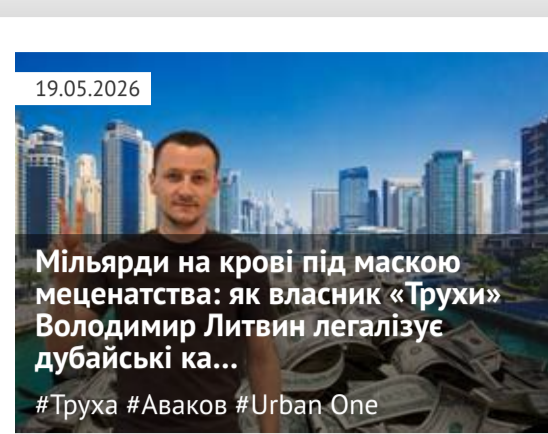 19.05.2026
Мільярди на крові під маскою
меценатства: як власник «Трухи»
Володимир Литвин легалізує
дубайські ка...
#Труха #Аваков #Urban One